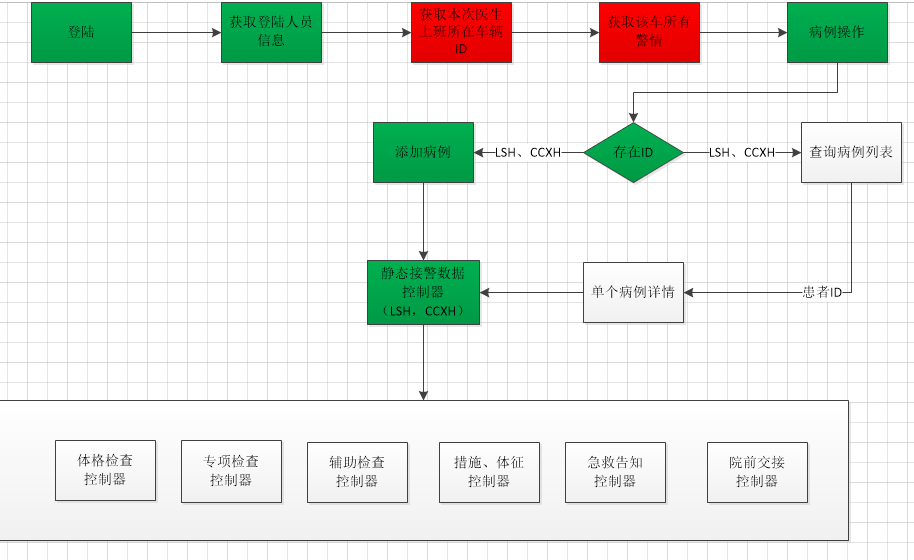 登陆
获取登陆人员
信息
获取本次医生
上班所在车辆
ID
获取该车所有
警情
病例操作
添加病例
LSH、CCXH
存在ID
LSH、CCXH
查询病例列表
静态接警数据
控制器
（LSH，CCXH）
单个病例详情
患者ID
体格检查
控制器
专项检查
控制器
辅助检查
控制器
措施、体征
控制器
急救告知
控制器
院前交接
控制器